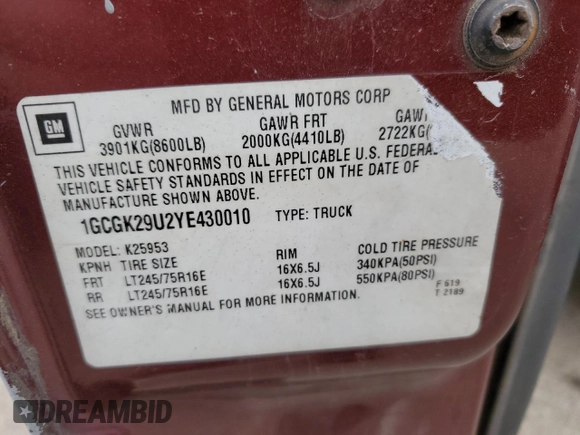 MFD BY GENERAL MOTORS CORP
GM
GVWR GAWR FRT
3901KG(8600LB) 2000KG(4410LB) 2722KG(
THIS VEHICLE CONFORMS TO ALL APPLICABLE U.S. FEDERA
VEHICLE SAFETY STANDARDS IN EFFECT ON THE DATE OF
MANUFACTURE SHOWN ABOVE.
1GCGK29U2YE430010 TYPE: TRUCK
MODEL: K25953
KPNH TIRE SIZE RIM COLD TIRE PRESSURE
FRT LT245/75R16E 16X6.5J 340KPA(50PSI)
RR LT245/75R16E 16X6.5J 550KPA(80PSI)
SEE OWNER'S MANUAL FOR MORE INFORMATION.
F 619
T 2189
DREAMBID